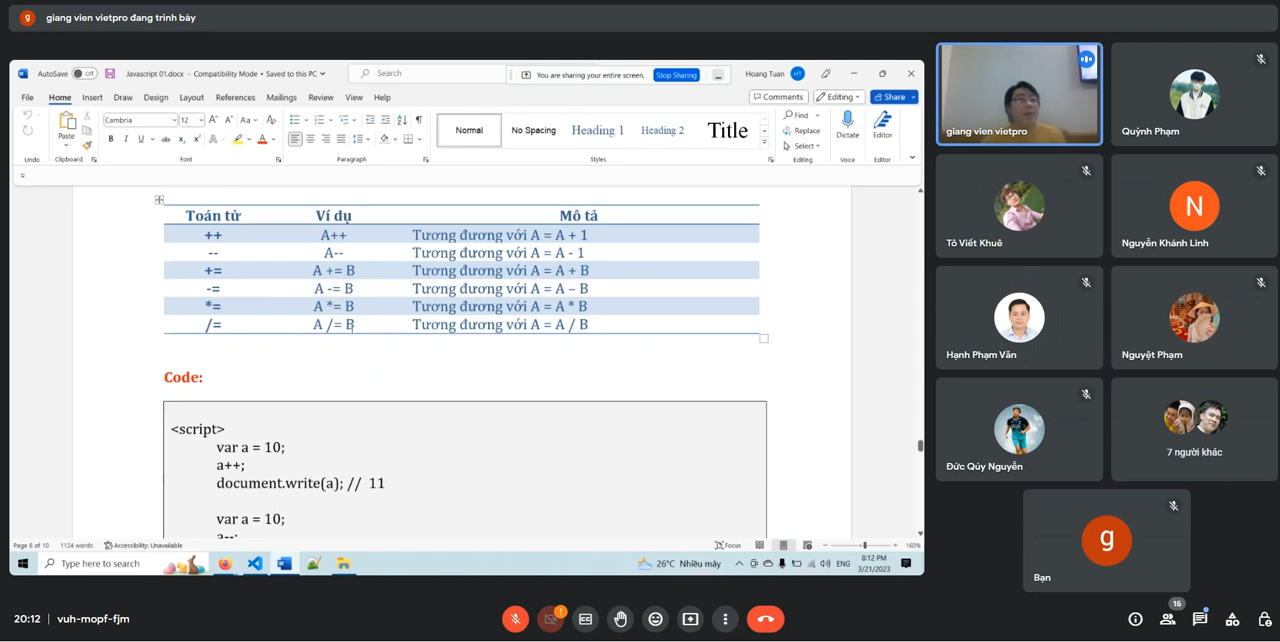 g giang vien vietpro đang trình bày
AutoSave Off Javascript 01.docx - Compatibility Mode • Saved to this PC
Search
You are sharing your entire screen. Stop Sharing
Hoang Tuan HT
File Home Insert Draw Design Layout References Mailings Review View Help
Comments Editing Share
Paste
Cambria 12
Normal No Spacing Heading 1 Heading 2 Title
Find
Replace
Select
Dictate Editor
Undo Clipboard Font Paragraph Styles Editing Voice Editor
Toán tử Ví dụ Mô tả
++ A++ Tương đương với A = A + 1
-- A-- Tương đương với A = A - 1
+= A += B Tương đương với A = A + B
-= A -= B Tương đương với A = A – B
*= A *= B Tương đương với A = A * B
/= A /= B Tương đương với A = A / B
Code:
<script>
var a = 10;
a++;
document.write(a); // 11
var a = 10;
a--;
Page 8 of 10 1124 words Accessibility: Unavailable
Focus 160%
Type here to search
26°C Nhiều mây
ENG
8:12 PM
3/21/2023
giang vien vietpro
Quỳnh Phạm
Tô Viết Khuê
N
Nguyễn Khánh Linh
Hạnh Phạm Văn
Nguyệt Phạm
Đức Qúy Nguyễn
7 người khác
g
Bạn
20:12 | vuh-mopf-fjm
15